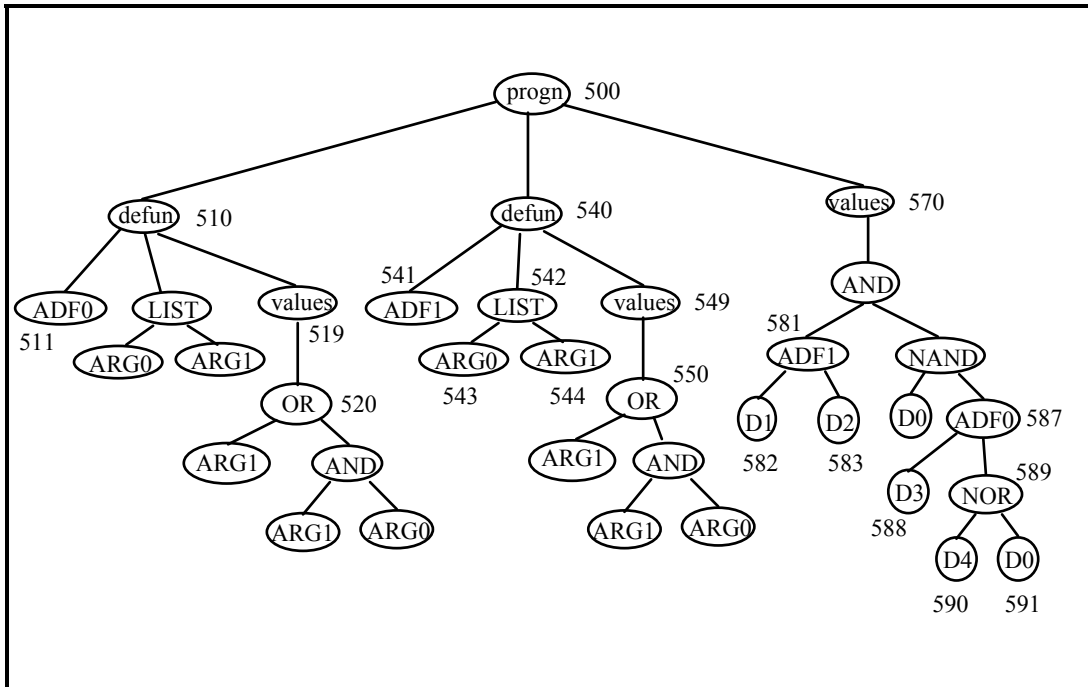 progn 500
defun 510
defun 540
values 570
541
542
AND
ADF0
LIST
values
ADF1
LIST
values 549
511
519
581
ARG0
ARG1
ARG0
ARG1
ADF1
NAND
543
544
550
OR 520
OR
D1
D2
D0
ADF0 587
ARG1
AND
ARG1
AND
582
583
589
D3
NOR
ARG1
ARG0
ARG1
ARG0
588
D4
D0
590
591